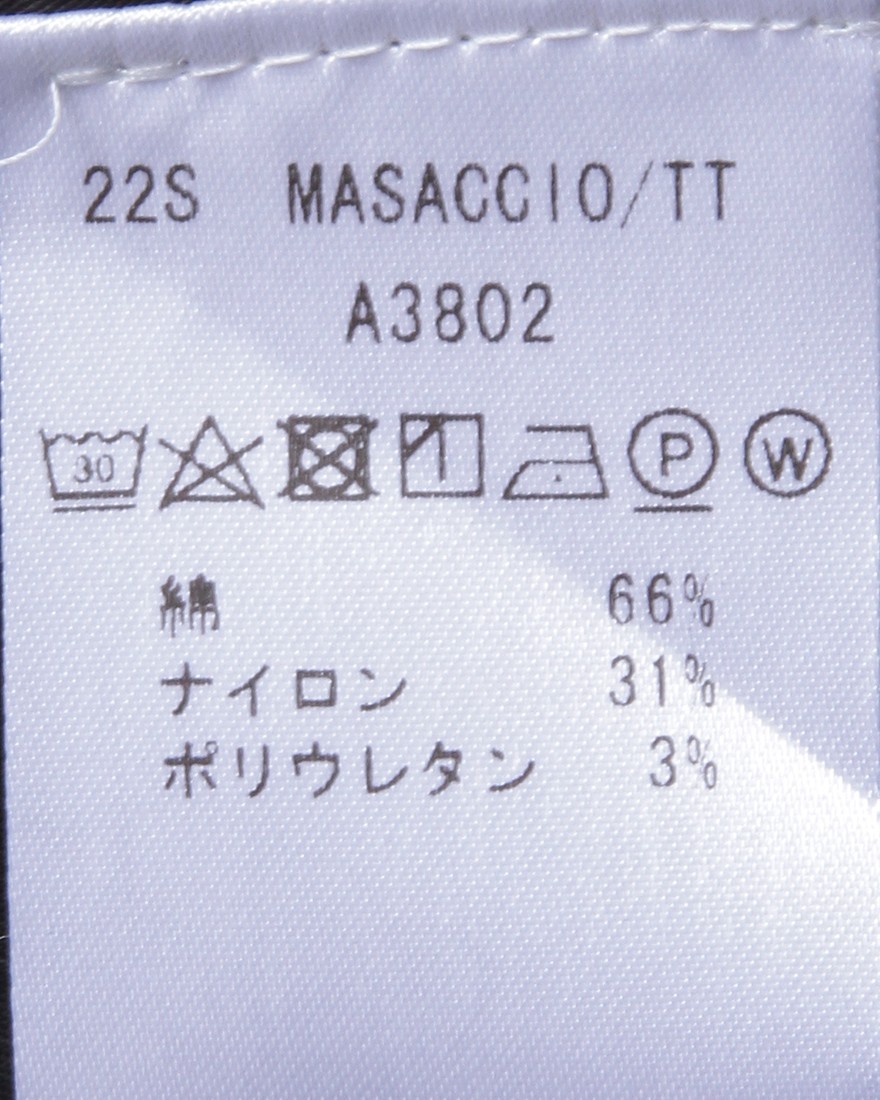 22S MASACCIO/TT
A3802
30 P W
綿 66%
ナイロン 31%
ポリウレタン 3%